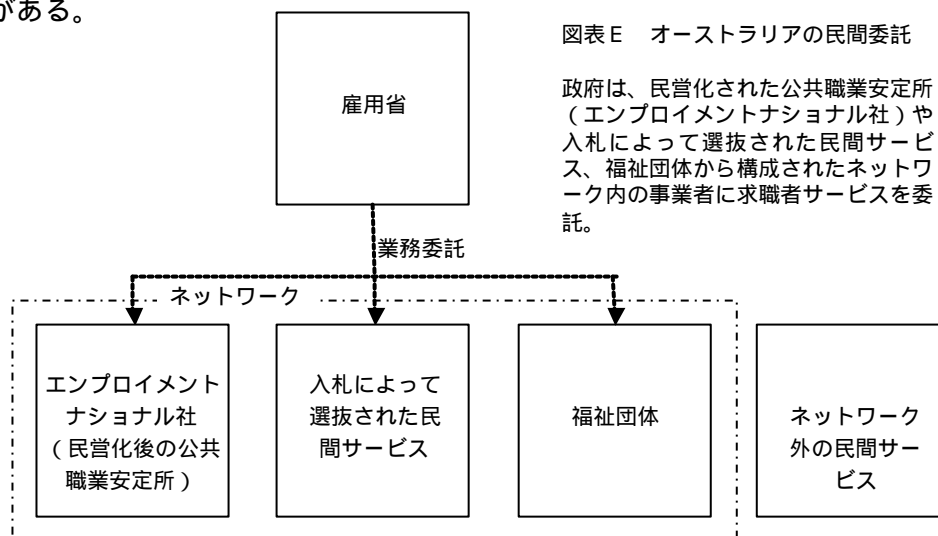 がある。
図表E　オーストラリアの民間委託
政府は、民営化された公共職業安定所
（エンプロイメントナショナル社）や
入札によって選抜された民間サービ
ス、福祉団体から構成されたネットワ
ーク内の事業者に求職者サービスを委
託。
雇用省
業務委託
ネットワーク
エンプロイメント
ナショナル社
（民営化後の公共
職業安定所）
入札によって
選抜された民
間サービス
福祉団体
ネットワーク
外の民間サー
ビス